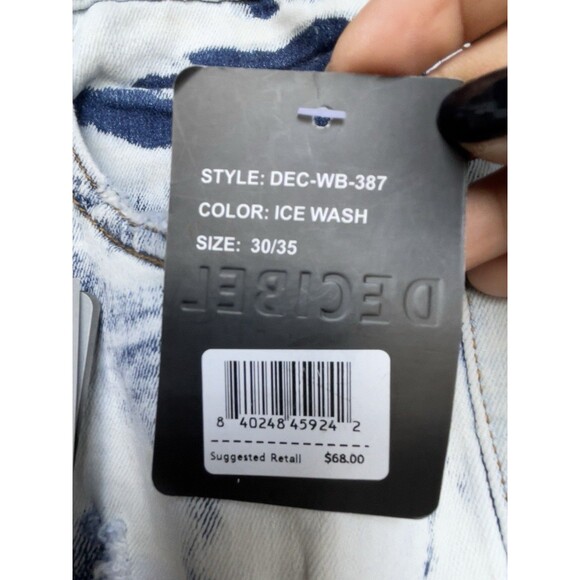 STYLE: DEC-WB-387
COLOR: ICE WASH
SIZE: 30/35
DECIBEL
8 40248 45924 2
Suggested Retail $68.00